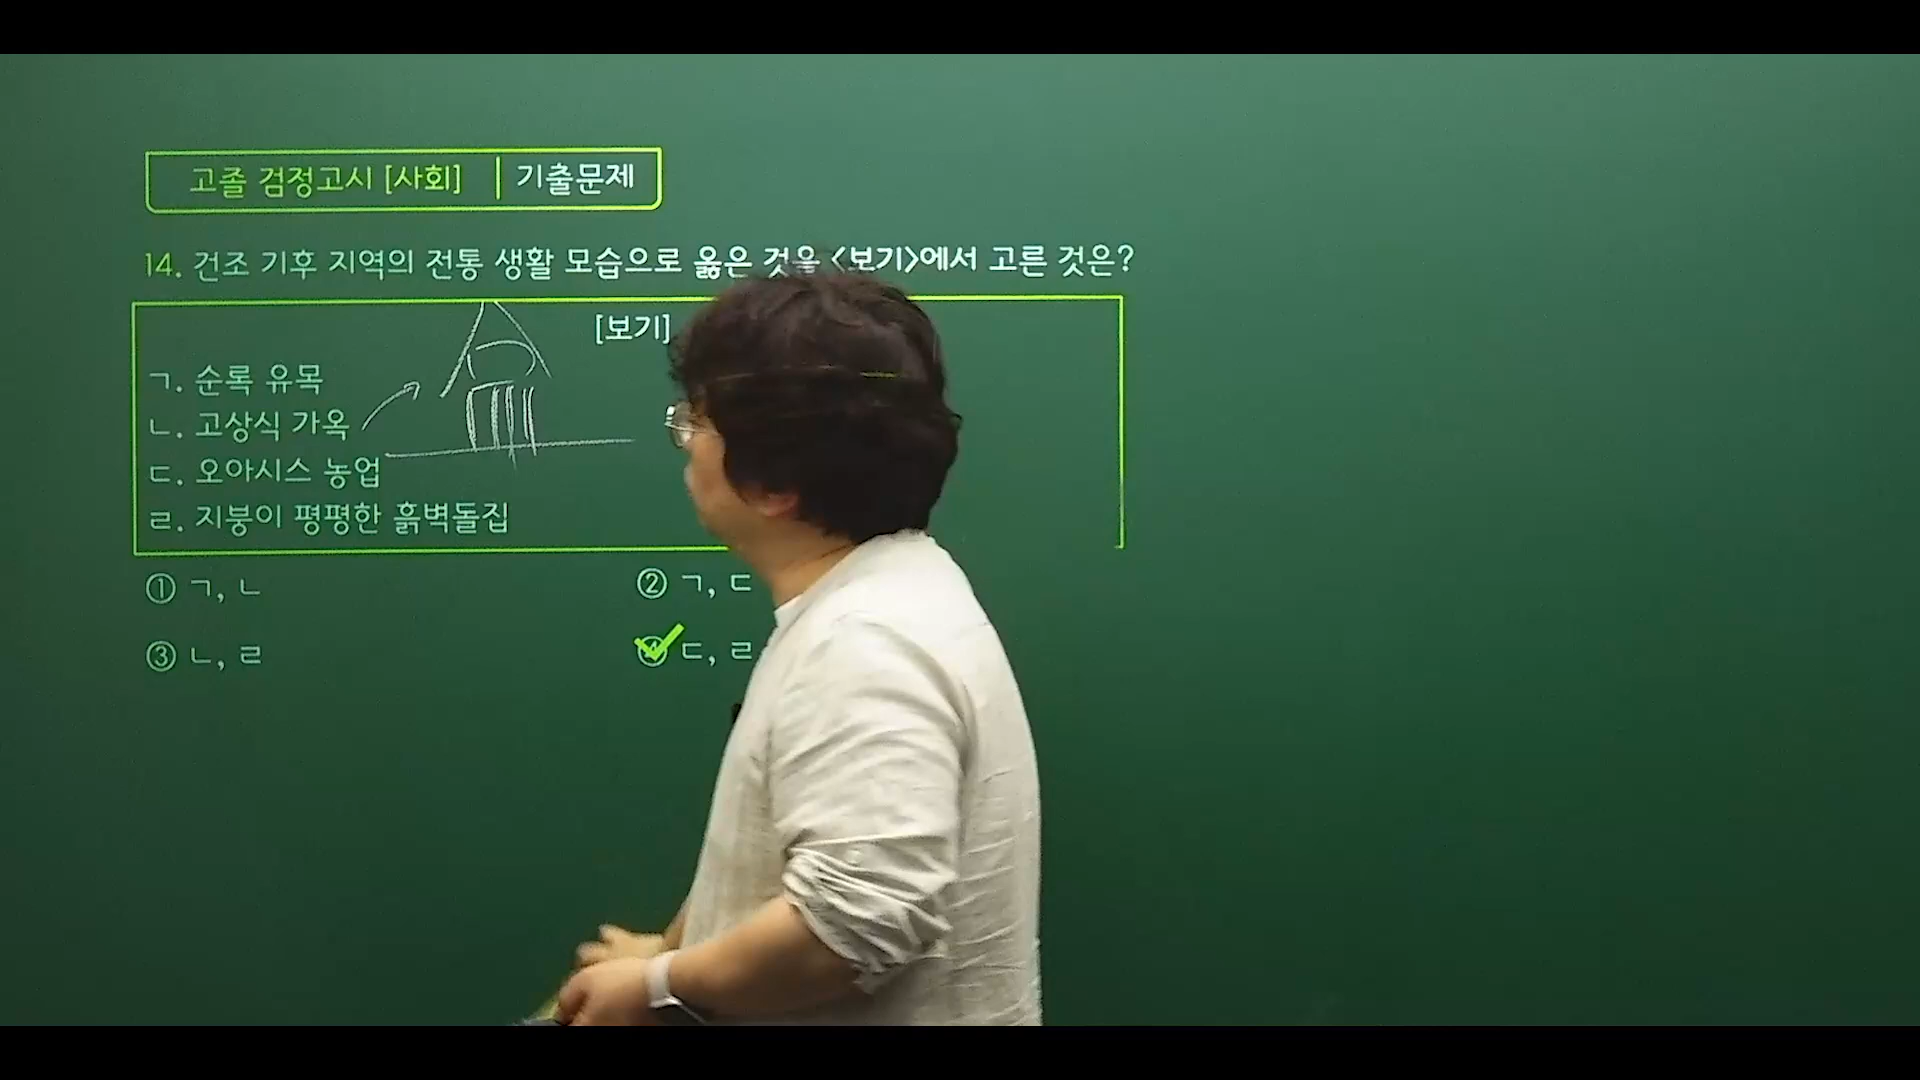 고졸 검정고시 [사회] 기출문제
14. 건조 기후 지역의 전통 생활 모습으로 옳은 것을 <보기>에서 고른 것은?
[보기]
ㄱ. 순록 유목
ㄴ. 고상식 가옥
ㄷ. 오아시스 농업
ㄹ. 지붕이 평평한 흙벽돌집
① ㄱ, ㄴ
② ㄱ, ㄷ
③ ㄴ, ㄹ
④ ㄷ, ㄹ